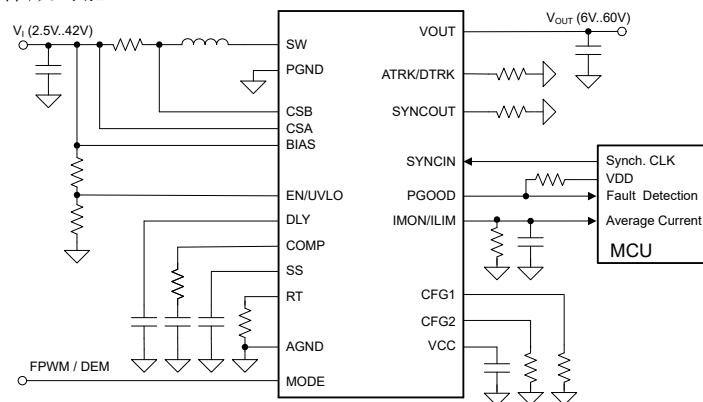 V_I (2.5V..42V)
SW
PGND
CSB
CSA
BIAS
EN/UVLO
DLY
COMP
SS
RT
AGND
FPWM / DEM
MODE
VOUT
V_OUT (6V..60V)
ATRK/DTRK
SYNCOUT
SYNCIN
Synch. CLK
VDD
PGOOD
Fault Detection
IMON/ILIM
Average Current
MCU
CFG1
CFG2
VCC